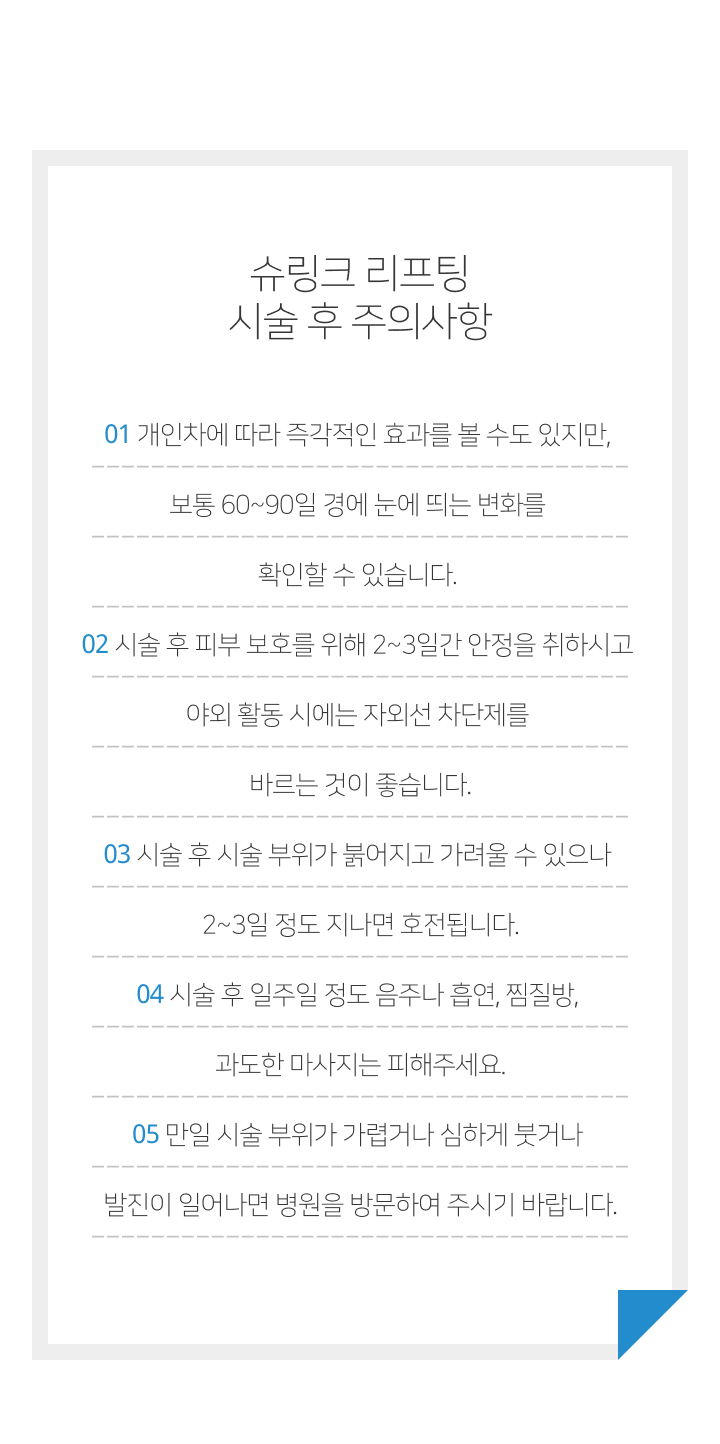 슈링크 리프팅
시술 후 주의사항
01 개인차에 따라 즉각적인 효과를 볼 수도 있지만,
보통 60~90일 경에 눈에 띄는 변화를
확인할 수 있습니다.
02 시술 후 피부 보호를 위해 2~3일간 안정을 취하시고
야외 활동 시에는 자외선 차단제를
바르는 것이 좋습니다.
03 시술 후 시술 부위가 붉어지고 가려울 수 있으나
2~3일 정도 지나면 호전됩니다.
04 시술 후 일주일 정도 음주나 흡연, 찜질방,
과도한 마사지는 피해주세요.
05 만일 시술 부위가 가렵거나 심하게 붓거나
발진이 일어나면 병원을 방문하여 주시기 바랍니다.